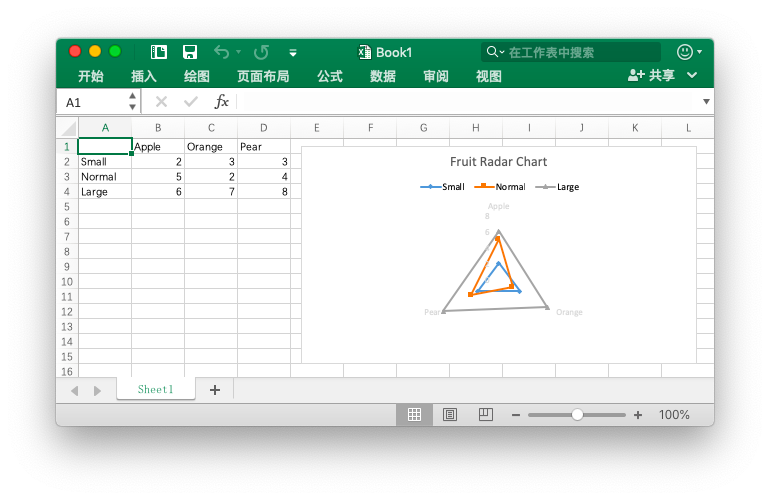 Book1
在工作表中搜索
开始 插入 绘图 页面布局 公式 数据 审阅 视图 共享
A1 fx
A B C D E F G H I J K L
1 Apple Orange Pear
2 Small 2 3 3
3 Normal 5 2 4
4 Large 6 7 8
5
6
7
8
9
10
11
12
13
14
15
16
Fruit Radar Chart
Small Normal Large
Apple
8
6
Pear Orange
Sheet1 +
100%